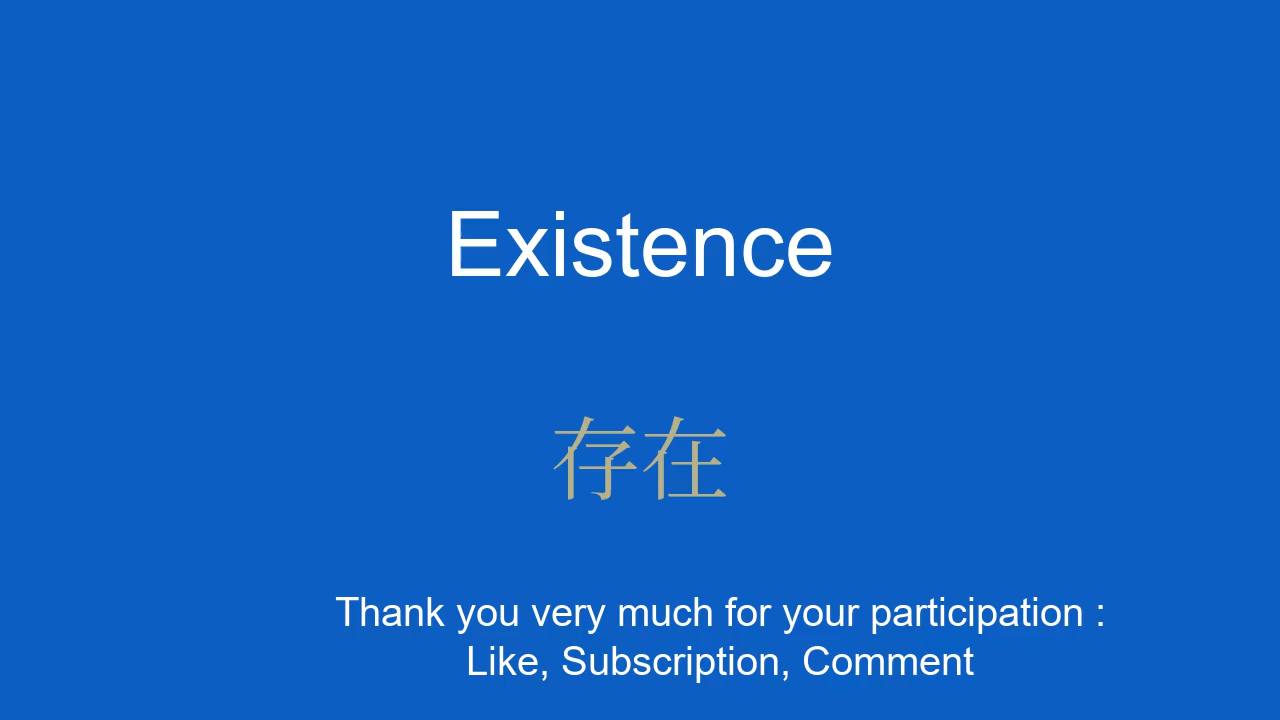 Existence
存在
Thank you very much for your participation :
Like, Subscription, Comment